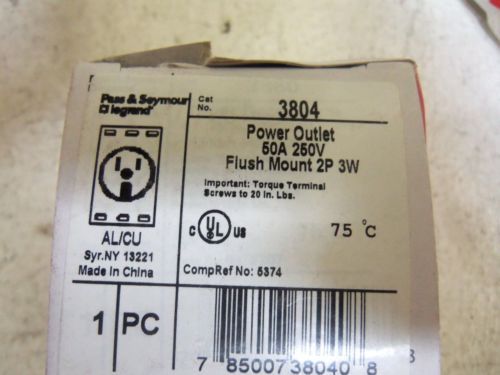 Pass & Seymour
legrand
Cat
No.
3804
Power Outlet
50A 250V
Flush Mount 2P 3W
Important: Torque Terminal
Screws to 20 in. Lbs.
AL/CU
Syr.NY 13221
Made in China
c UL us
75 °C
CompRef No: 5374
1 PC
7 85007 38040 8